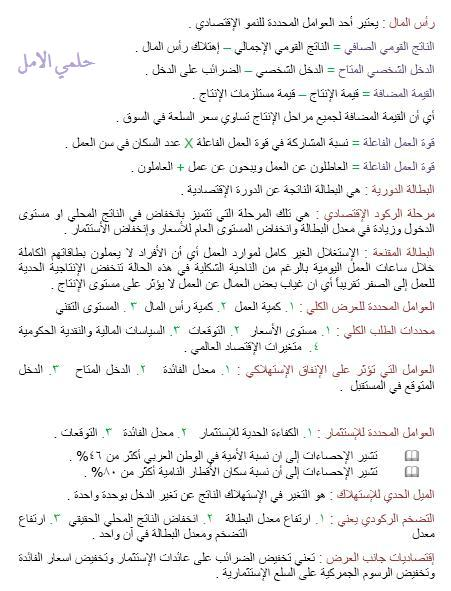 رأس المال : يعتبر أحد العوامل المحددة للنمو الإقتصادي .
الناتج القومي الصافي = الناتج القومي الإجمالي – إهتلاك رأس المال .
حلمي الامل
الدخل الشخصي المتاح = الدخل الشخصي – الضرائب على الدخل .
القيمة المضافة = قيمة الإنتاج – قيمة مستلزمات الإنتاج .
أي أن القيمة المضافة لجميع مراحل الإنتاج تساوي سعر السلعة في السوق .
قوة العمل الفاعلة = نسبة المشاركة في قوة العمل الفاعلة X عدد السكان في سن العمل .
قوة العمل الفاعلة = العاطلون عن العمل ويبحون عن عمل + العاملون .
البطالة الدورية : هي البطالة الناتجة عن الدورة الإقتصادية .
مرحلة الركود الإقتصادي : هي تلك المرحلة التي تتميز بإنخفاض في الناتج المحلي او مستوى
الدخول وزيادة في معدل البطالة وانخفاض المستوى العام للأسعار وإنخفاض الأستثمار .
البطالة المقنعة : الإستغلال الغير كامل لموارد العمل أي أن الأفراد لا يعملون بطاقاتهم الكاملة
خلال ساعات العمل اليومية بالرغم من الناحية الشكلية في هذه الحالة تنخفض الإنتاجية الحدية
للعمل إلى الصفر تقريباً أي ان غياب بعض العمال عن العمل لا يؤثر على مستوى الإنتاج .
العوامل المحددة للعرض الكلي : ١. كمية العمل ٢. كمية رأس المال ٣ . المستوى التقني
محددات الطلب الكلي : ١. مستوى الأسعار ٢. التوقعات ٣. السياسات المالية والنقدية الحكومية
٤. متغيرات الإقتصاد العالمي .
العوامل التي تؤثر على الإنفاق الإستهلاكي : ١. معدل الفائدة ٢. الدخل المتاح ٣. الدخل
المتوقع في المستقبل .
العوامل المحددة للإستثمار : ١. الكفاءة الحدية للإستثمار ٢. معدل الفائدة ٣. التوقعات .
تشير الإحصاءات إلى ان نسبة الأمية في الوطن العربي أكثر من ٤٦% .
تشير الإحصاءات إلى أن نسبة سكان الأقطار النامية أكثر من ٨٠% .
الميل الحدي للإستهلاك : هو التغير في الإستهلاك الناتج عن تغير الدخل بوحدة واحدة .
التضخم الركودي يعني : ١. ارتفاع معدل البطالة ٢. انخفاض الناتج المحلي الحقيقي ٣. ارتفاع
معدل التضخم ومعدل البطالة في آن واحد .
إقتصاديات جانب العرض : تعني تخفيض الضرائب على عائدات الإستثمار وتخفيض اسعار الفائدة
وتخفيض الرسوم الجمركية على السلع الإستثمارية .